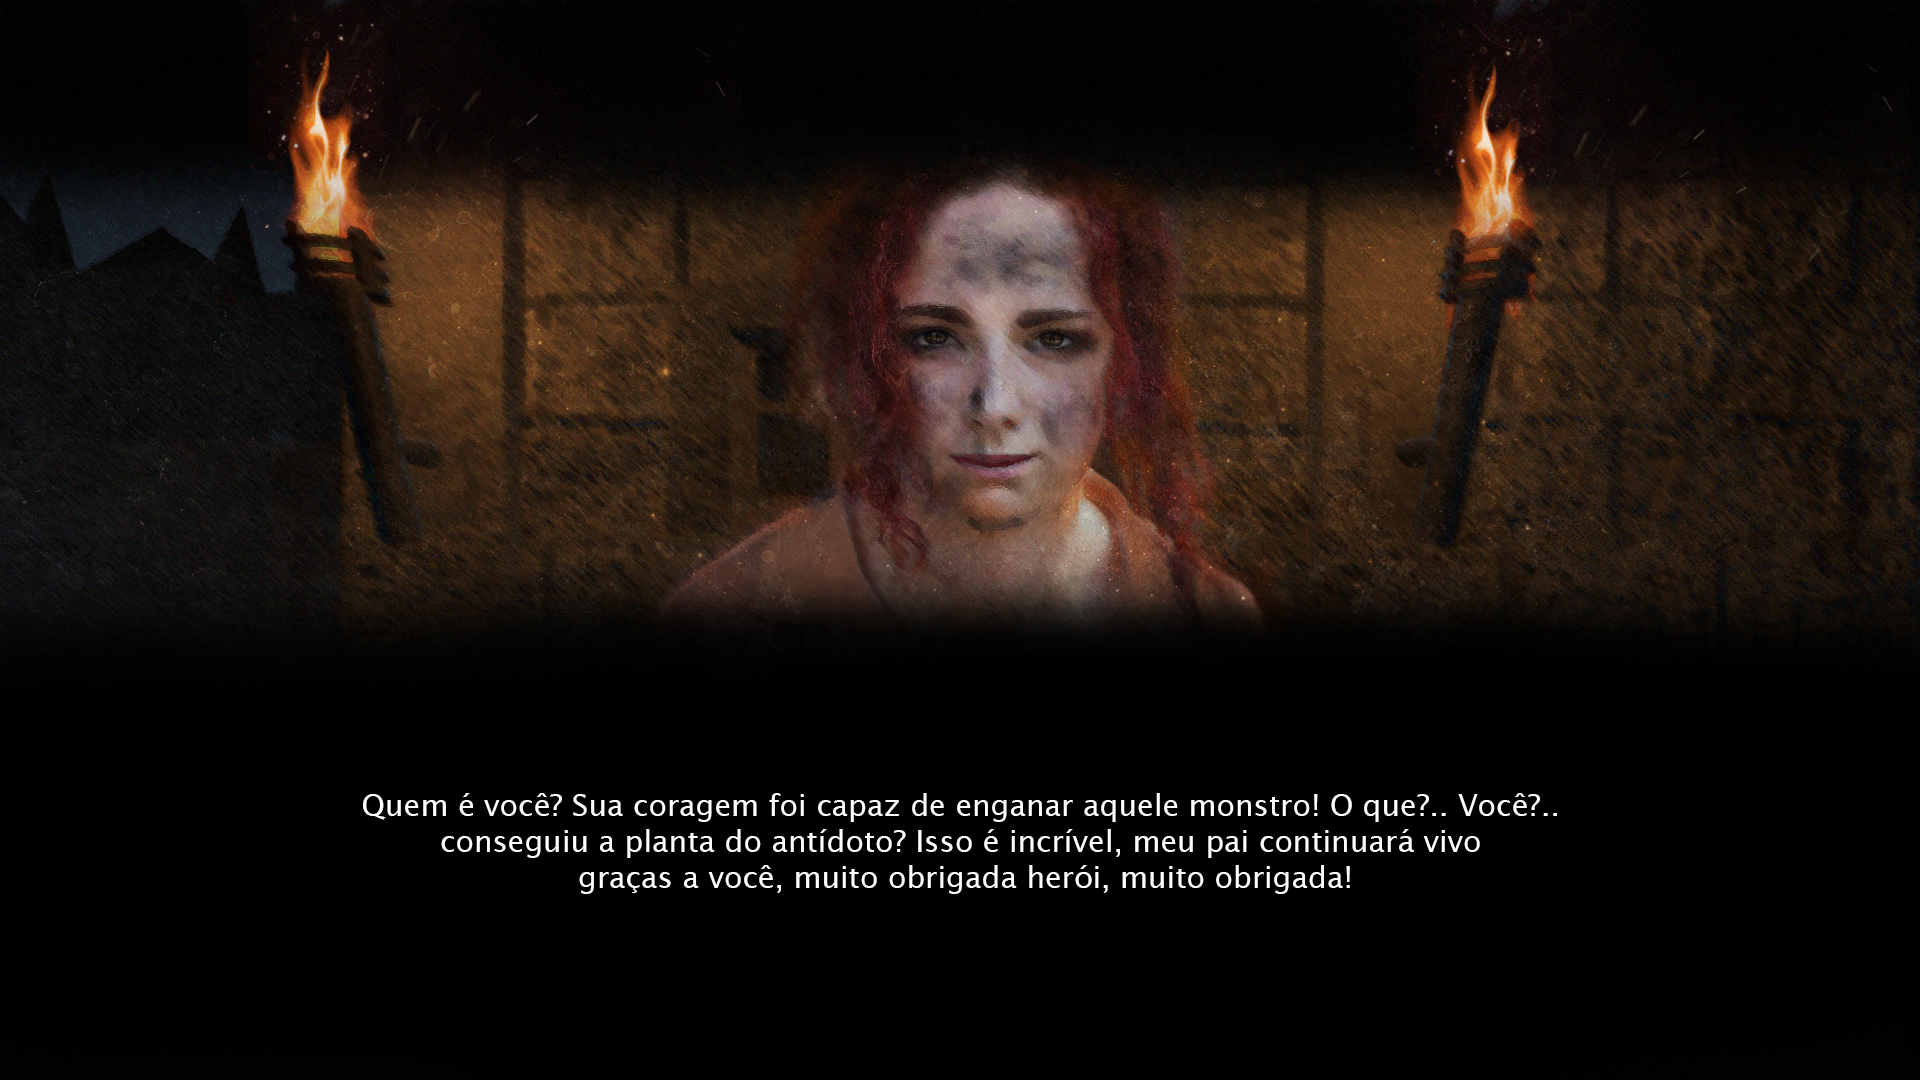 Quem é você? Sua coragem foi capaz de enganar aquele monstro! O que?.. Você?..
conseguiu a planta do antídoto? Isso é incrível, meu pai continuará vivo
graças a você, muito obrigada herói, muito obrigada!